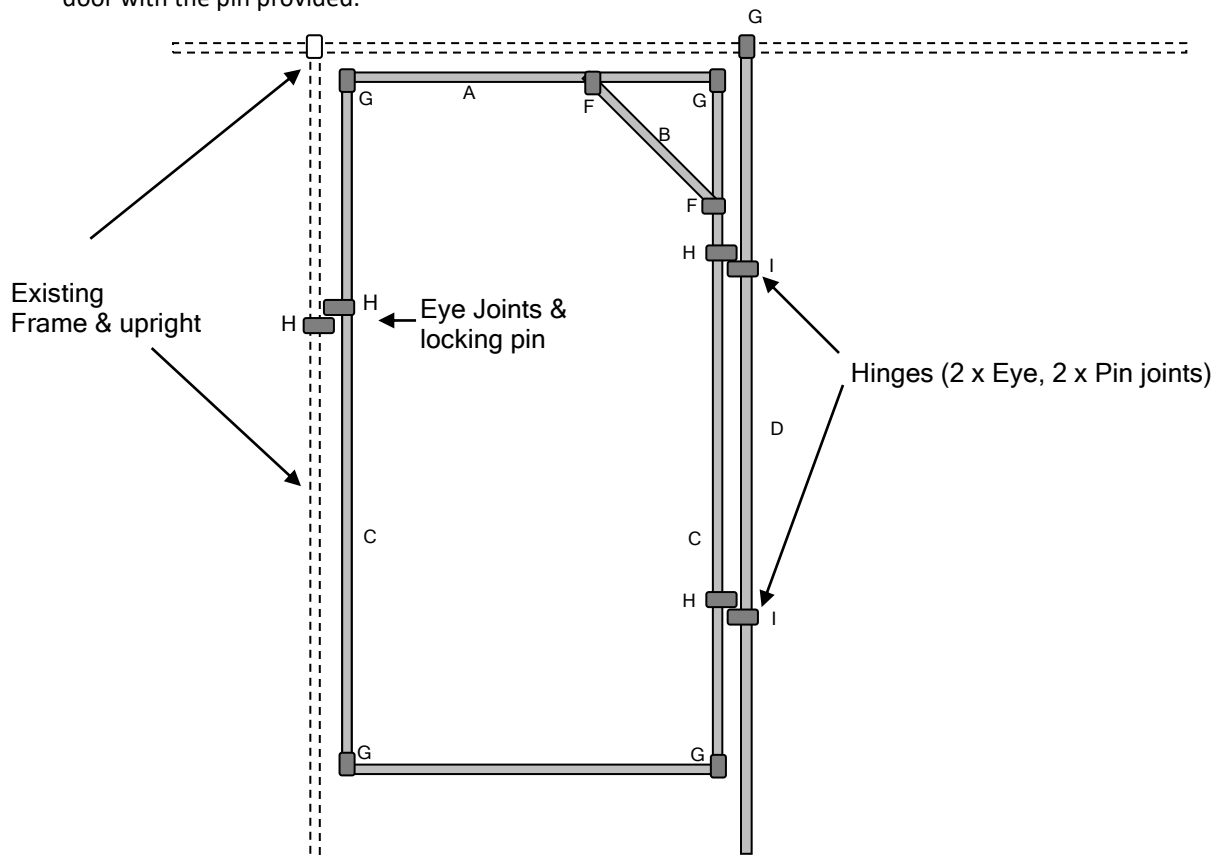 door with the pin provided.
G
G
A
F
G
B
F
H
I
H
H
Eye Joints &
locking pin
Existing
Frame & upright
Hinges (2 x Eye, 2 x Pin joints)
D
C
C
H
I
G
G